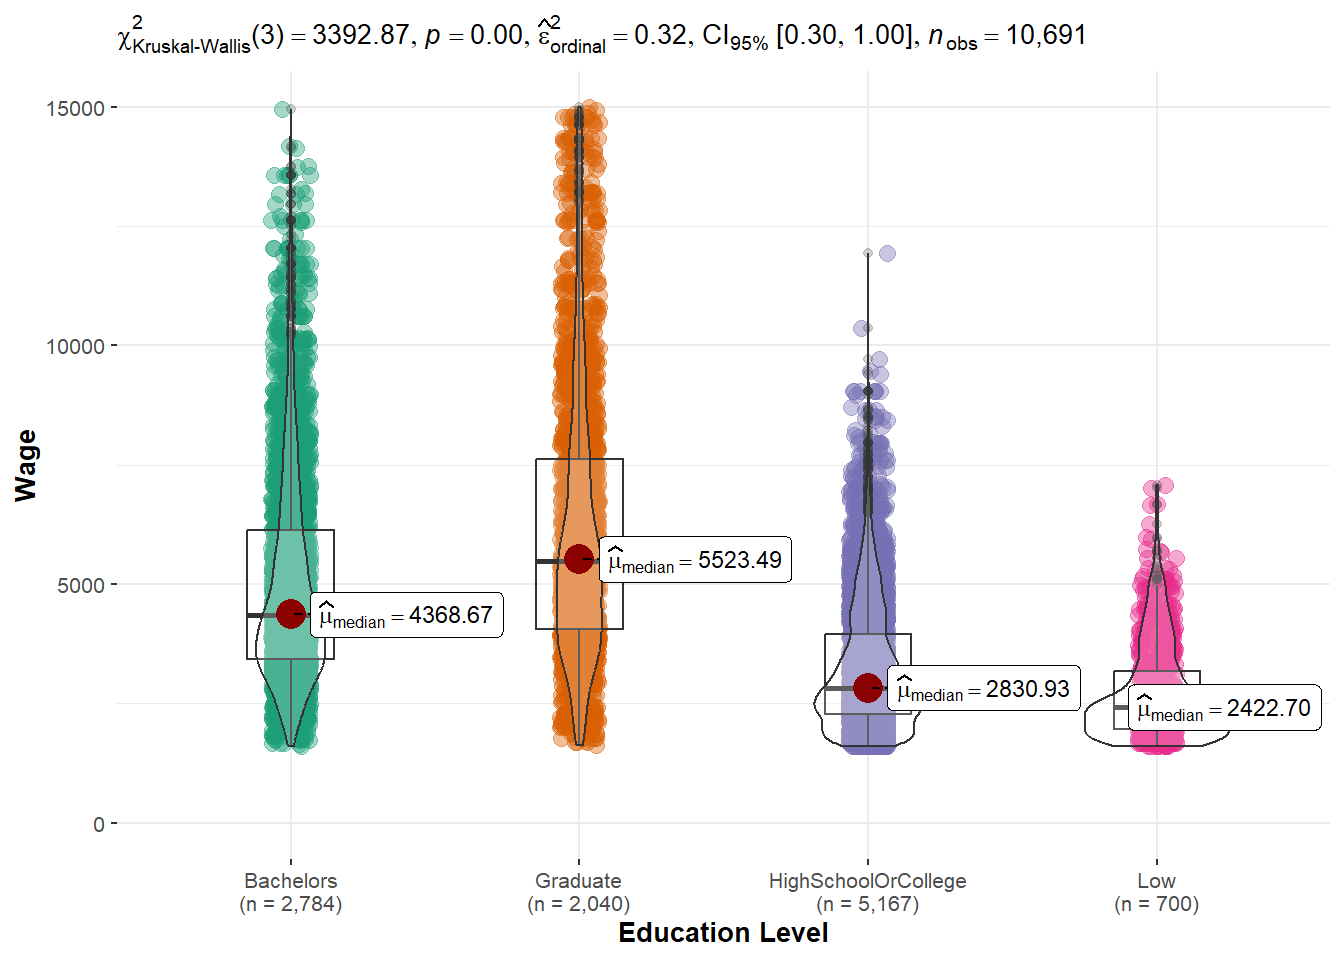 χ²Kruskal-Wallis(3) = 3392.87, p = 0.00, ε̂²ordinal = 0.32, CI95% [0.30, 1.00], nobs = 10,691
15000
10000
5000
0
Wage
μ̂median = 4368.67
μ̂median = 5523.49
μ̂median = 2830.93
μ̂median = 2422.70
Bachelors
(n = 2,784)
Graduate
(n = 2,040)
HighSchoolOrCollege
(n = 5,167)
Low
(n = 700)
Education Level